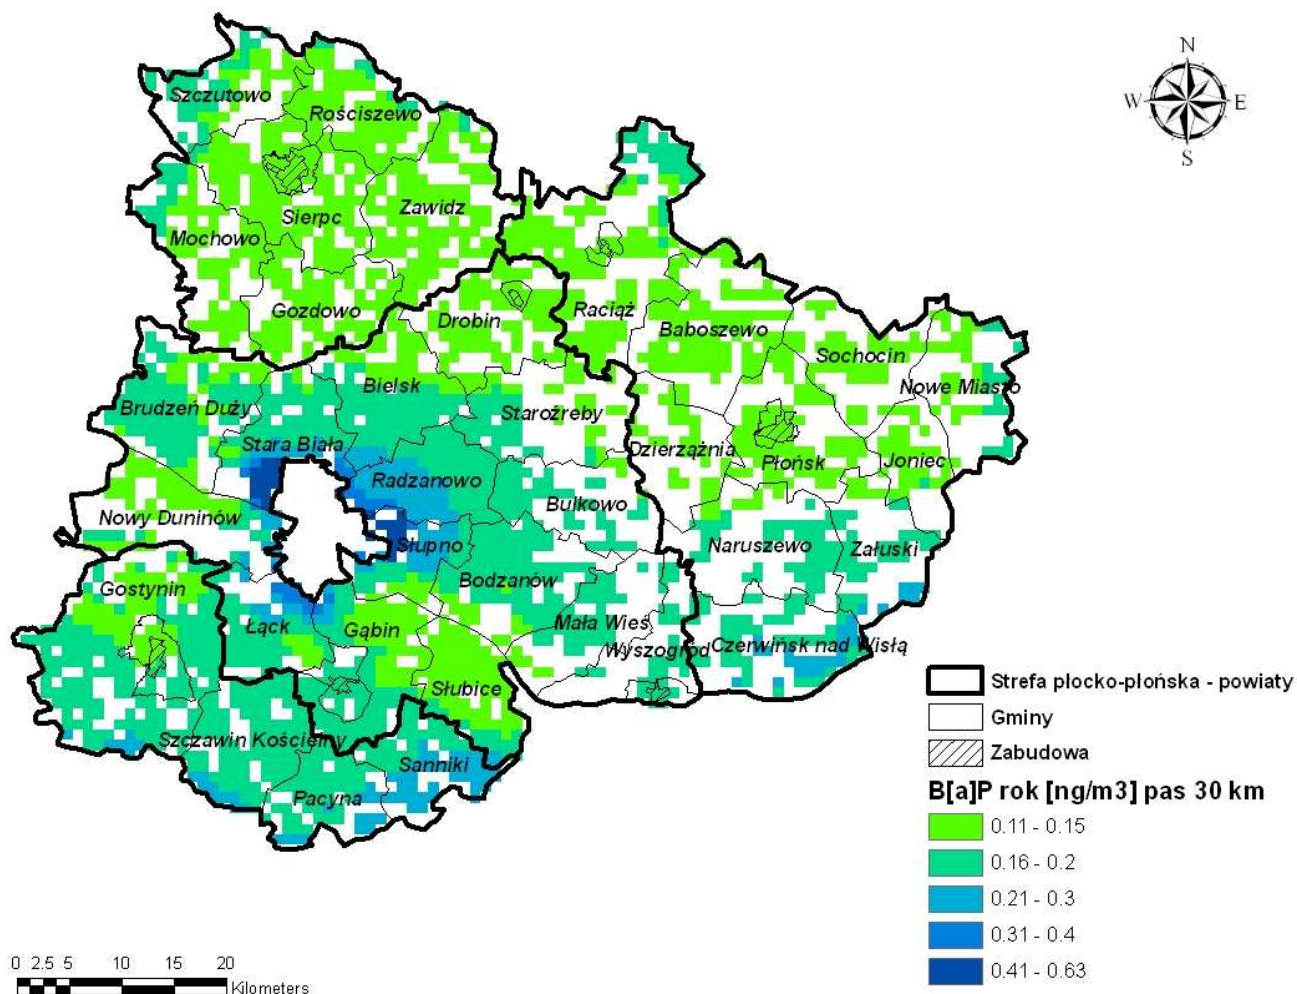 N
W E
S
Szczutowo
Rościszewo
Sierpc
Zawidz
Mochowo
Gozdowo
Drobin
Raciąż
Baboszewo
Sochocin
Nowe Miasto
Bielsk
Brudzeń Duży
Staroźreby
Stara Biała
Dzierzążnia
Płońsk
Joniec
Radzanowo
Nowy Duninów
Bulkowo
Słupno
Naruszewo
Załuski
Bodzanów
Gostynin
Łąck
Gąbin
Mała Wieś
Wyszogród
Czerwińsk nad Wisłą
Słubice
Szczawin Kościelny
Sanniki
Pacyna
Strefa płocko-płońska - powiaty
Gminy
Zabudowa
B[a]P rok [ng/m3] pas 30 km
0.11 - 0.15
0.16 - 0.2
0.21 - 0.3
0.31 - 0.4
0.41 - 0.63
0 2.5 5 10 15 20
Kilometers